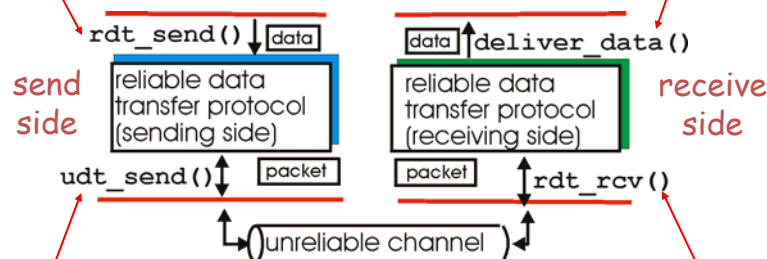 rdt_send()
data
data
deliver_data()
send
side
reliable data
transfer protocol
(sending side)
reliable data
transfer protocol
(receiving side)
receive
side
udt_send()
packet
packet
rdt_rcv()
unreliable channel